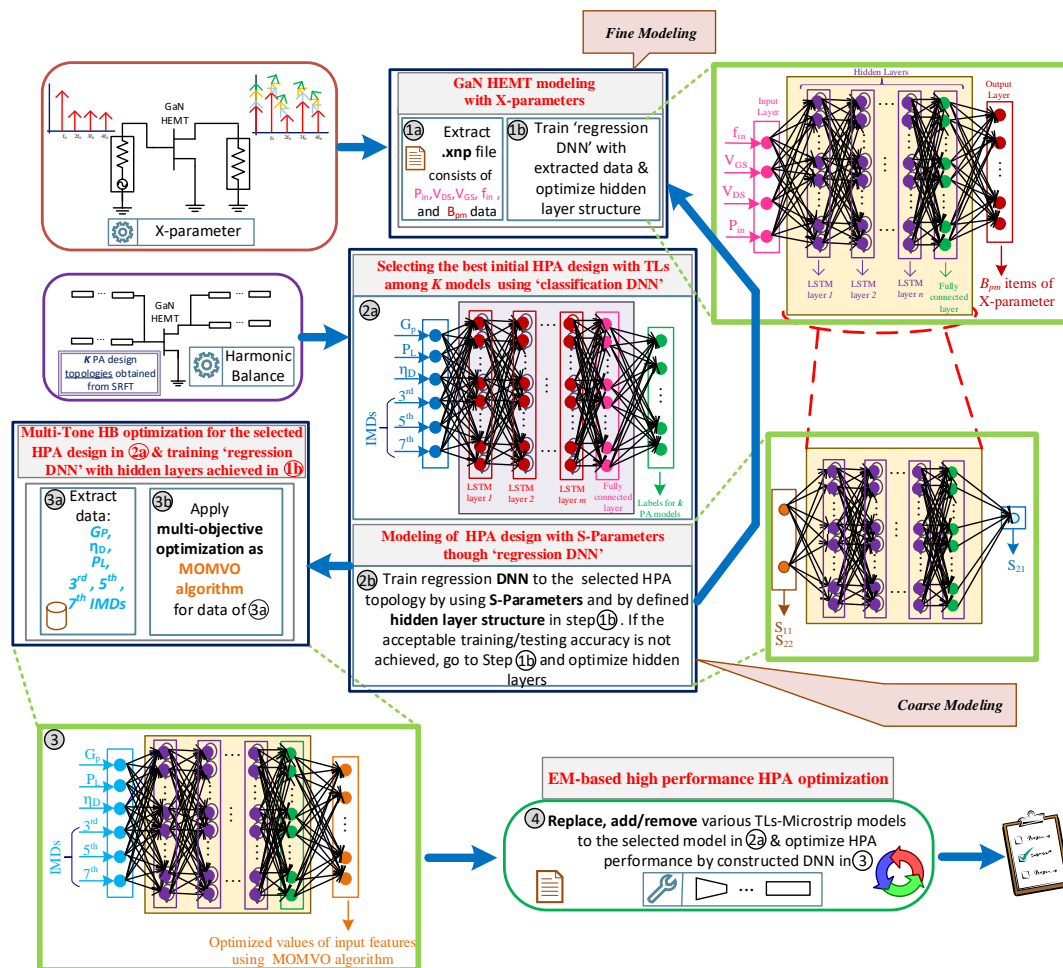 Fine Modeling
GaN
HEMT
f₀ 2f₀ 3f₀ 4f₀
f₀ 2f₀ 3f₀ 4f₀
X-parameter
GaN HEMT modeling
with X-parameters
1a
Extract
.xnp file
consists of
Pin,VDS,VGS, fin ,
and Bpm data
1b
Train ‘regression
DNN’ with
extracted data &
optimize hidden
layer structure
Hidden Layers
Input
Layer
Output
Layer
fin
VGS
VDS
Pin
LSTM
layer 1
LSTM
layer 2
LSTM
layer n
Fully
connected
layer
Bpm items of
X-parameter
GaN
HEMT
K PA design
topologies obtained
from SRFT
Harmonic
Balance
Selecting the best initial HPA design with TLs
among K models using ‘classification DNN’
2a
Gp
PL
ηD
3rd
5th
7th
IMDs
LSTM
layer 1
LSTM
layer 2
LSTM
layer m
Fully
connected
layer
Labels for k
PA models
Modeling of HPA design with S-Parameters
though ‘regression DNN’
2b
Train regression DNN to the selected HPA
topology by using S-Parameters and by defined
hidden layer structure in step 1b . If the
acceptable training/testing accuracy is not
achieved, go to Step 1b and optimize hidden
layers
S11
S22
S21
Coarse Modeling
Multi-Tone HB optimization for the selected
HPA design in 2a & training ‘regression
DNN’ with hidden layers achieved in 1b
3a
Extract
data:
GP,
ηD ,
PL,
3rd , 5th ,
7th IMDs
3b
Apply
multi-objective
optimization as
MOMVO
algorithm
for data of 3a
3
Gp
PL
ηD
3rd
5th
7th
IMDs
Optimized values of input features
using MOMVO algorithm
EM-based high performance HPA optimization
4 Replace, add/remove various TLs-Microstrip models
to the selected model in 2a & optimize HPA
performance by constructed DNN in 3